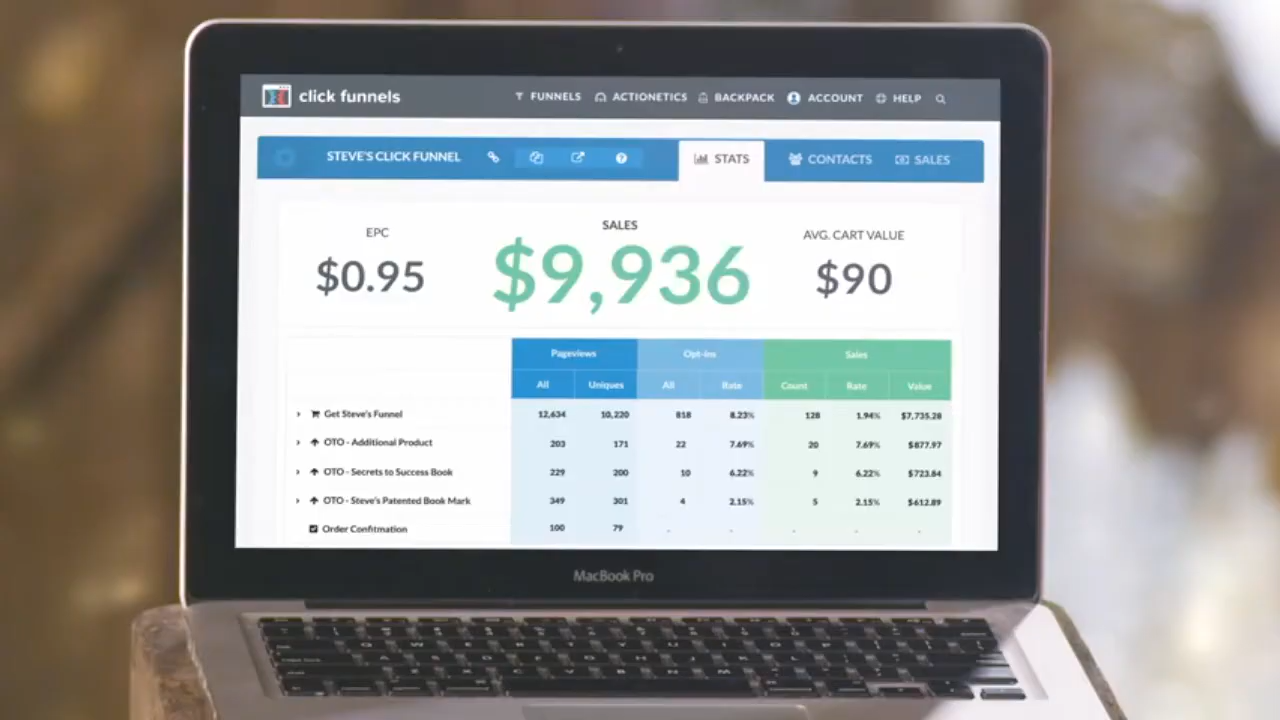 click funnels FUNNELS ACTIONETICS BACKPACK ACCOUNT HELP
STEVE'S CLICK FUNNEL STATS CONTACTS SALES
EPC SALES AVG. CART VALUE
$0.95 $9,936 $90
Pageviews Opt-Ins Sales
All Uniques All Rate Count Rate Value
Get Steve's Funnel 12,634 10,220 818 8.23% 128 1.94% $7,735.28
OTO - Additional Product 203 171 22 7.69% 20 7.69% $877.97
OTO - Secrets to Success Book 229 200 10 6.22% 9 6.22% $723.84
OTO - Steve's Patented Book Mark 349 301 4 2.15% 5 2.15% $612.89
Order Confitmation 100 79 - - - - -
MacBook Pro